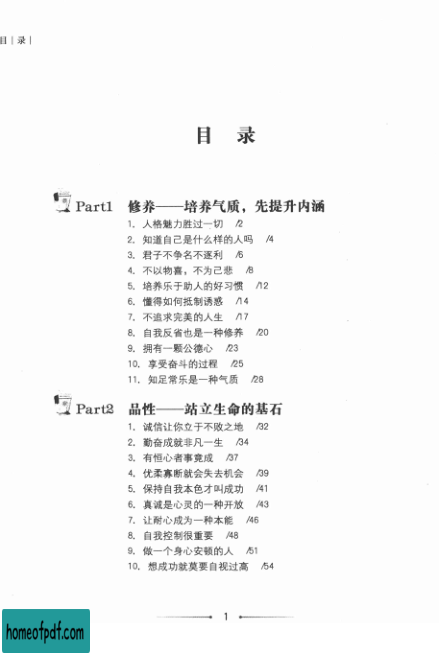 目｜录｜
目 录
Part1 修养——培养气质，先提升内涵
1. 人格魅力胜过一切 /2
2. 知道自己是什么样的人吗 /4
3. 君子不争名不逐利 /6
4. 不以物喜，不为己悲 /8
5. 培养乐于助人的好习惯 /12
6. 懂得如何抵制诱惑 /14
7. 不追求完美的人生 /17
8. 自我反省也是一种修养 /20
9. 拥有一颗公德心 /23
10. 享受奋斗的过程 /25
11. 知足常乐是一种气质 /28
Part2 品性——站立生命的基石
1. 诚信让你立于不败之地 /32
2. 勤奋成就非凡一生 /34
3. 有恒心者事竟成 /37
4. 优柔寡断就会失去机会 /39
5. 保持自我本色才叫成功 /41
6. 真诚是心灵的一种开放 /43
7. 让耐心成为一种本能 /46
8. 自我控制很重要 /48
9. 做一个身心安顿的人 /51
10. 想成功就莫要自视过高 /54
1
homeofpdf.com